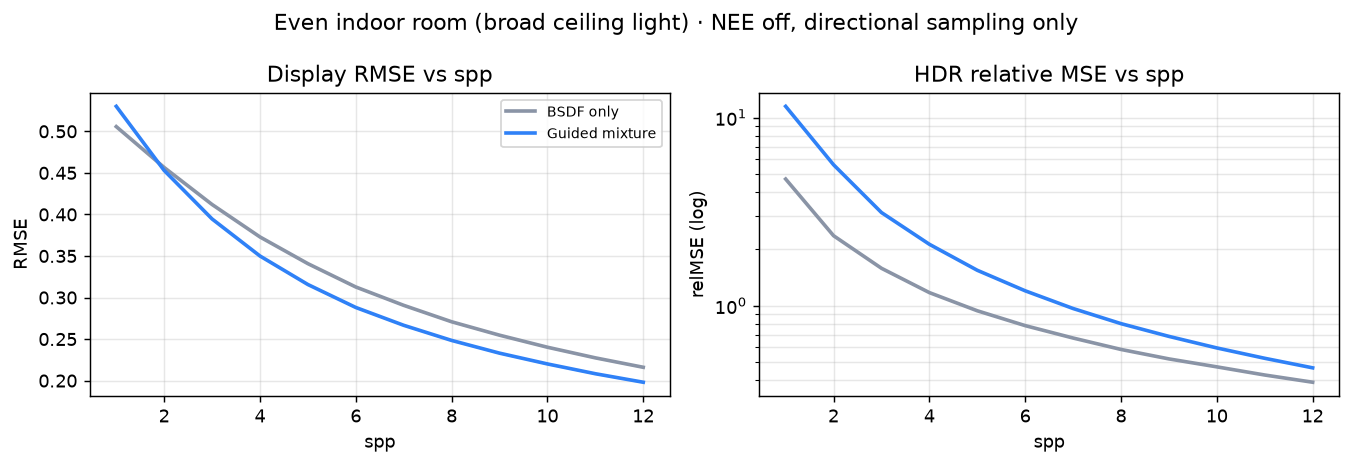 Even indoor room (broad ceiling light) · NEE off, directional sampling only
Display RMSE vs spp
RMSE
0.50
0.45
0.40
0.35
0.30
0.25
0.20
BSDF only
Guided mixture
2 4 6 8 10 12
spp
HDR relative MSE vs spp
relMSE (log)
10¹
10⁰
2 4 6 8 10 12
spp